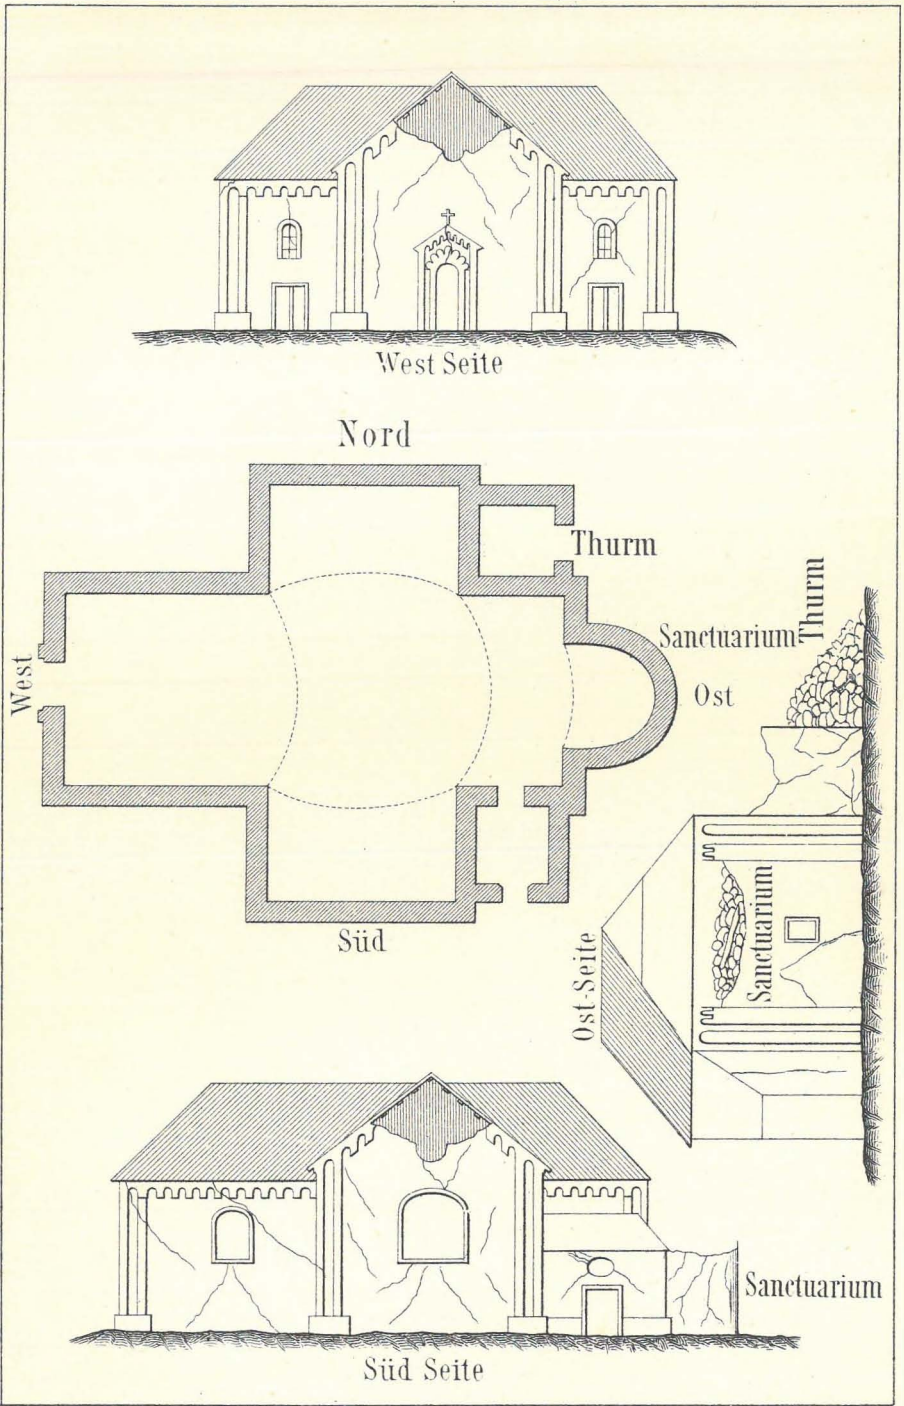 West Seite
Nord
Thurm
Thurm
Sanctuarium
West
Ost
Sanctuarium
Süd
Ost-Seite
Sanctuarium
Süd Seite